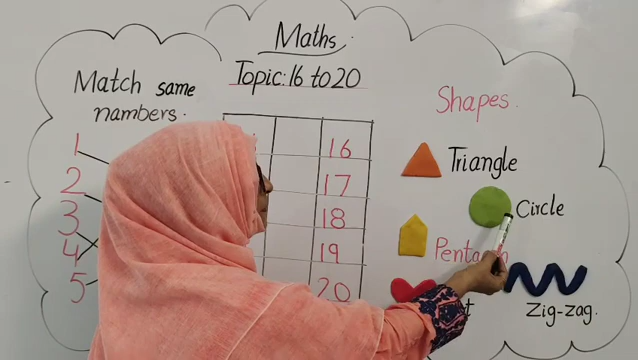 Maths
Topic: 16 to 20
Match same
numbers.
1
2
3
4
5
16
17
18
19
20
Shapes.
Triangle
Circle
Zig-zag.